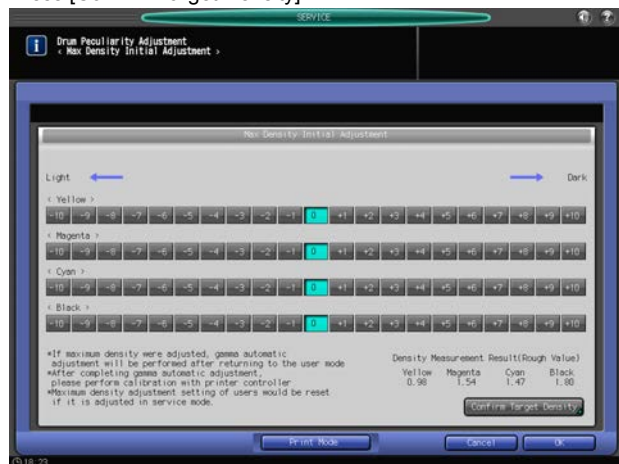 SERVICE
Drum Peculiarity Adjustment
< Max Density Initial Adjustment >
Max Density Initial Adjustment
Light Dark
< Yellow >
-10 -9 -8 -7 -6 -5 -4 -3 -2 -1 0 +1 +2 +3 +4 +5 +6 +7 +8 +9 +10
< Magenta >
-10 -9 -8 -7 -6 -5 -4 -3 -2 -1 0 +1 +2 +3 +4 +5 +6 +7 +8 +9 +10
< Cyan >
-10 -9 -8 -7 -6 -5 -4 -3 -2 -1 0 +1 +2 +3 +4 +5 +6 +7 +8 +9 +10
< Black >
-10 -9 -8 -7 -6 -5 -4 -3 -2 -1 0 +1 +2 +3 +4 +5 +6 +7 +8 +9 +10
*If maximum density were adjusted, gamma automatic
adjustment will be performed after returning to the user mode
*After completing gamma automatic adjustment,
please perform calibration with printer controller
*Maximum density adjustment setting of users would be reset
if it is adjusted in service mode.
Density Measurement Result(Rough Value)
Yellow Magenta Cyan Black
0.98 1.54 1.47 1.80
Confirm Target Density
Print Mode Cancel OK
18:23